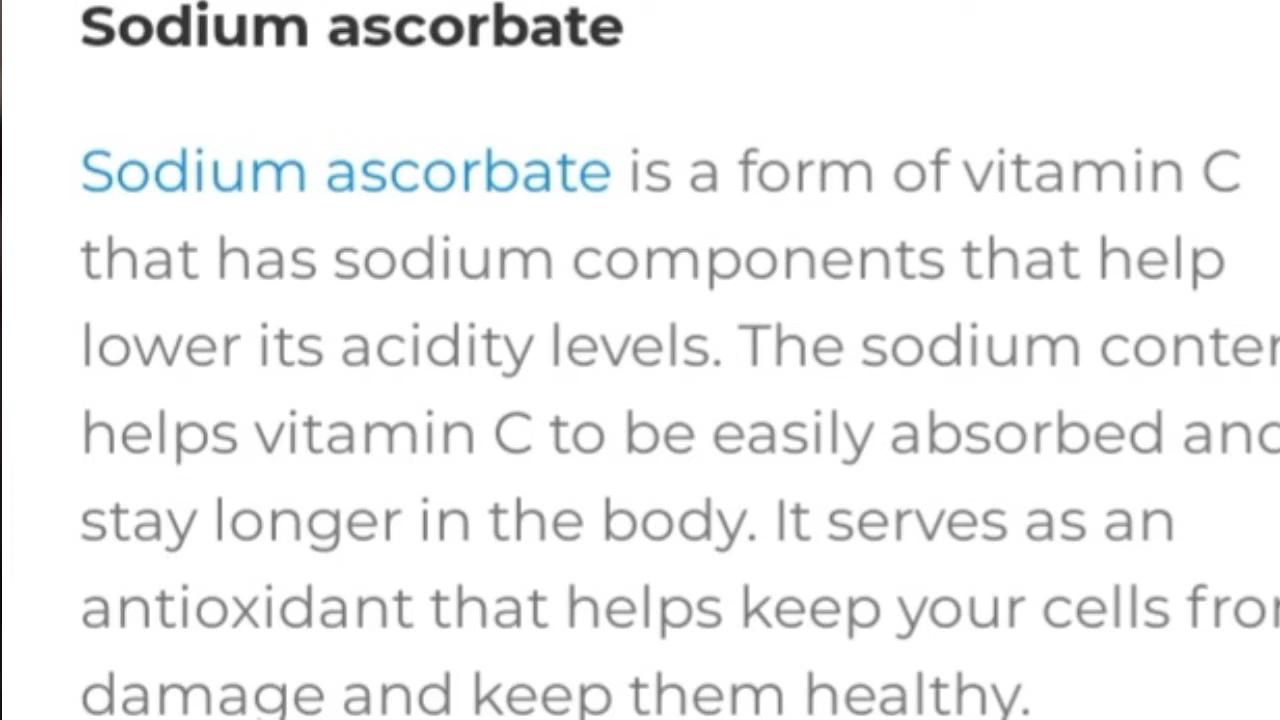 Sodium ascorbate
Sodium ascorbate is a form of vitamin C
that has sodium components that help
lower its acidity levels. The sodium
helps vitamin C to be easily absorbed
stay longer in the body. It serves as an
antioxidant that helps keep your cells
damage and keep them healthy.